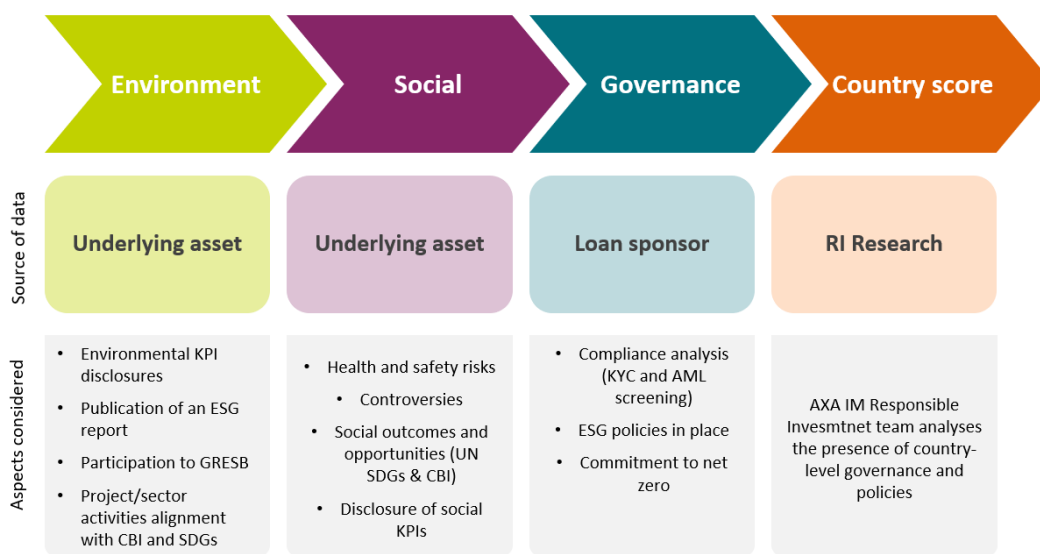 Environment
Social
Governance
Country score
Source of data
Underlying asset
Underlying asset
Loan sponsor
RI Research
Aspects considered
• Environmental KPI
disclosures
• Publication of an ESG
report
• Participation to GRESB
• Project/sector
activities alignment
with CBI and SDGs
• Health and safety risks
• Controversies
• Social outcomes and
opportunities (UN
SDGs & CBI)
• Disclosure of social
KPIs
• Compliance analysis
(KYC and AML
screening)
• ESG policies in place
• Commitment to net
zero
AXA IM Responsible
Invesmtnet team analyses
the presence of country-
level governance and
policies